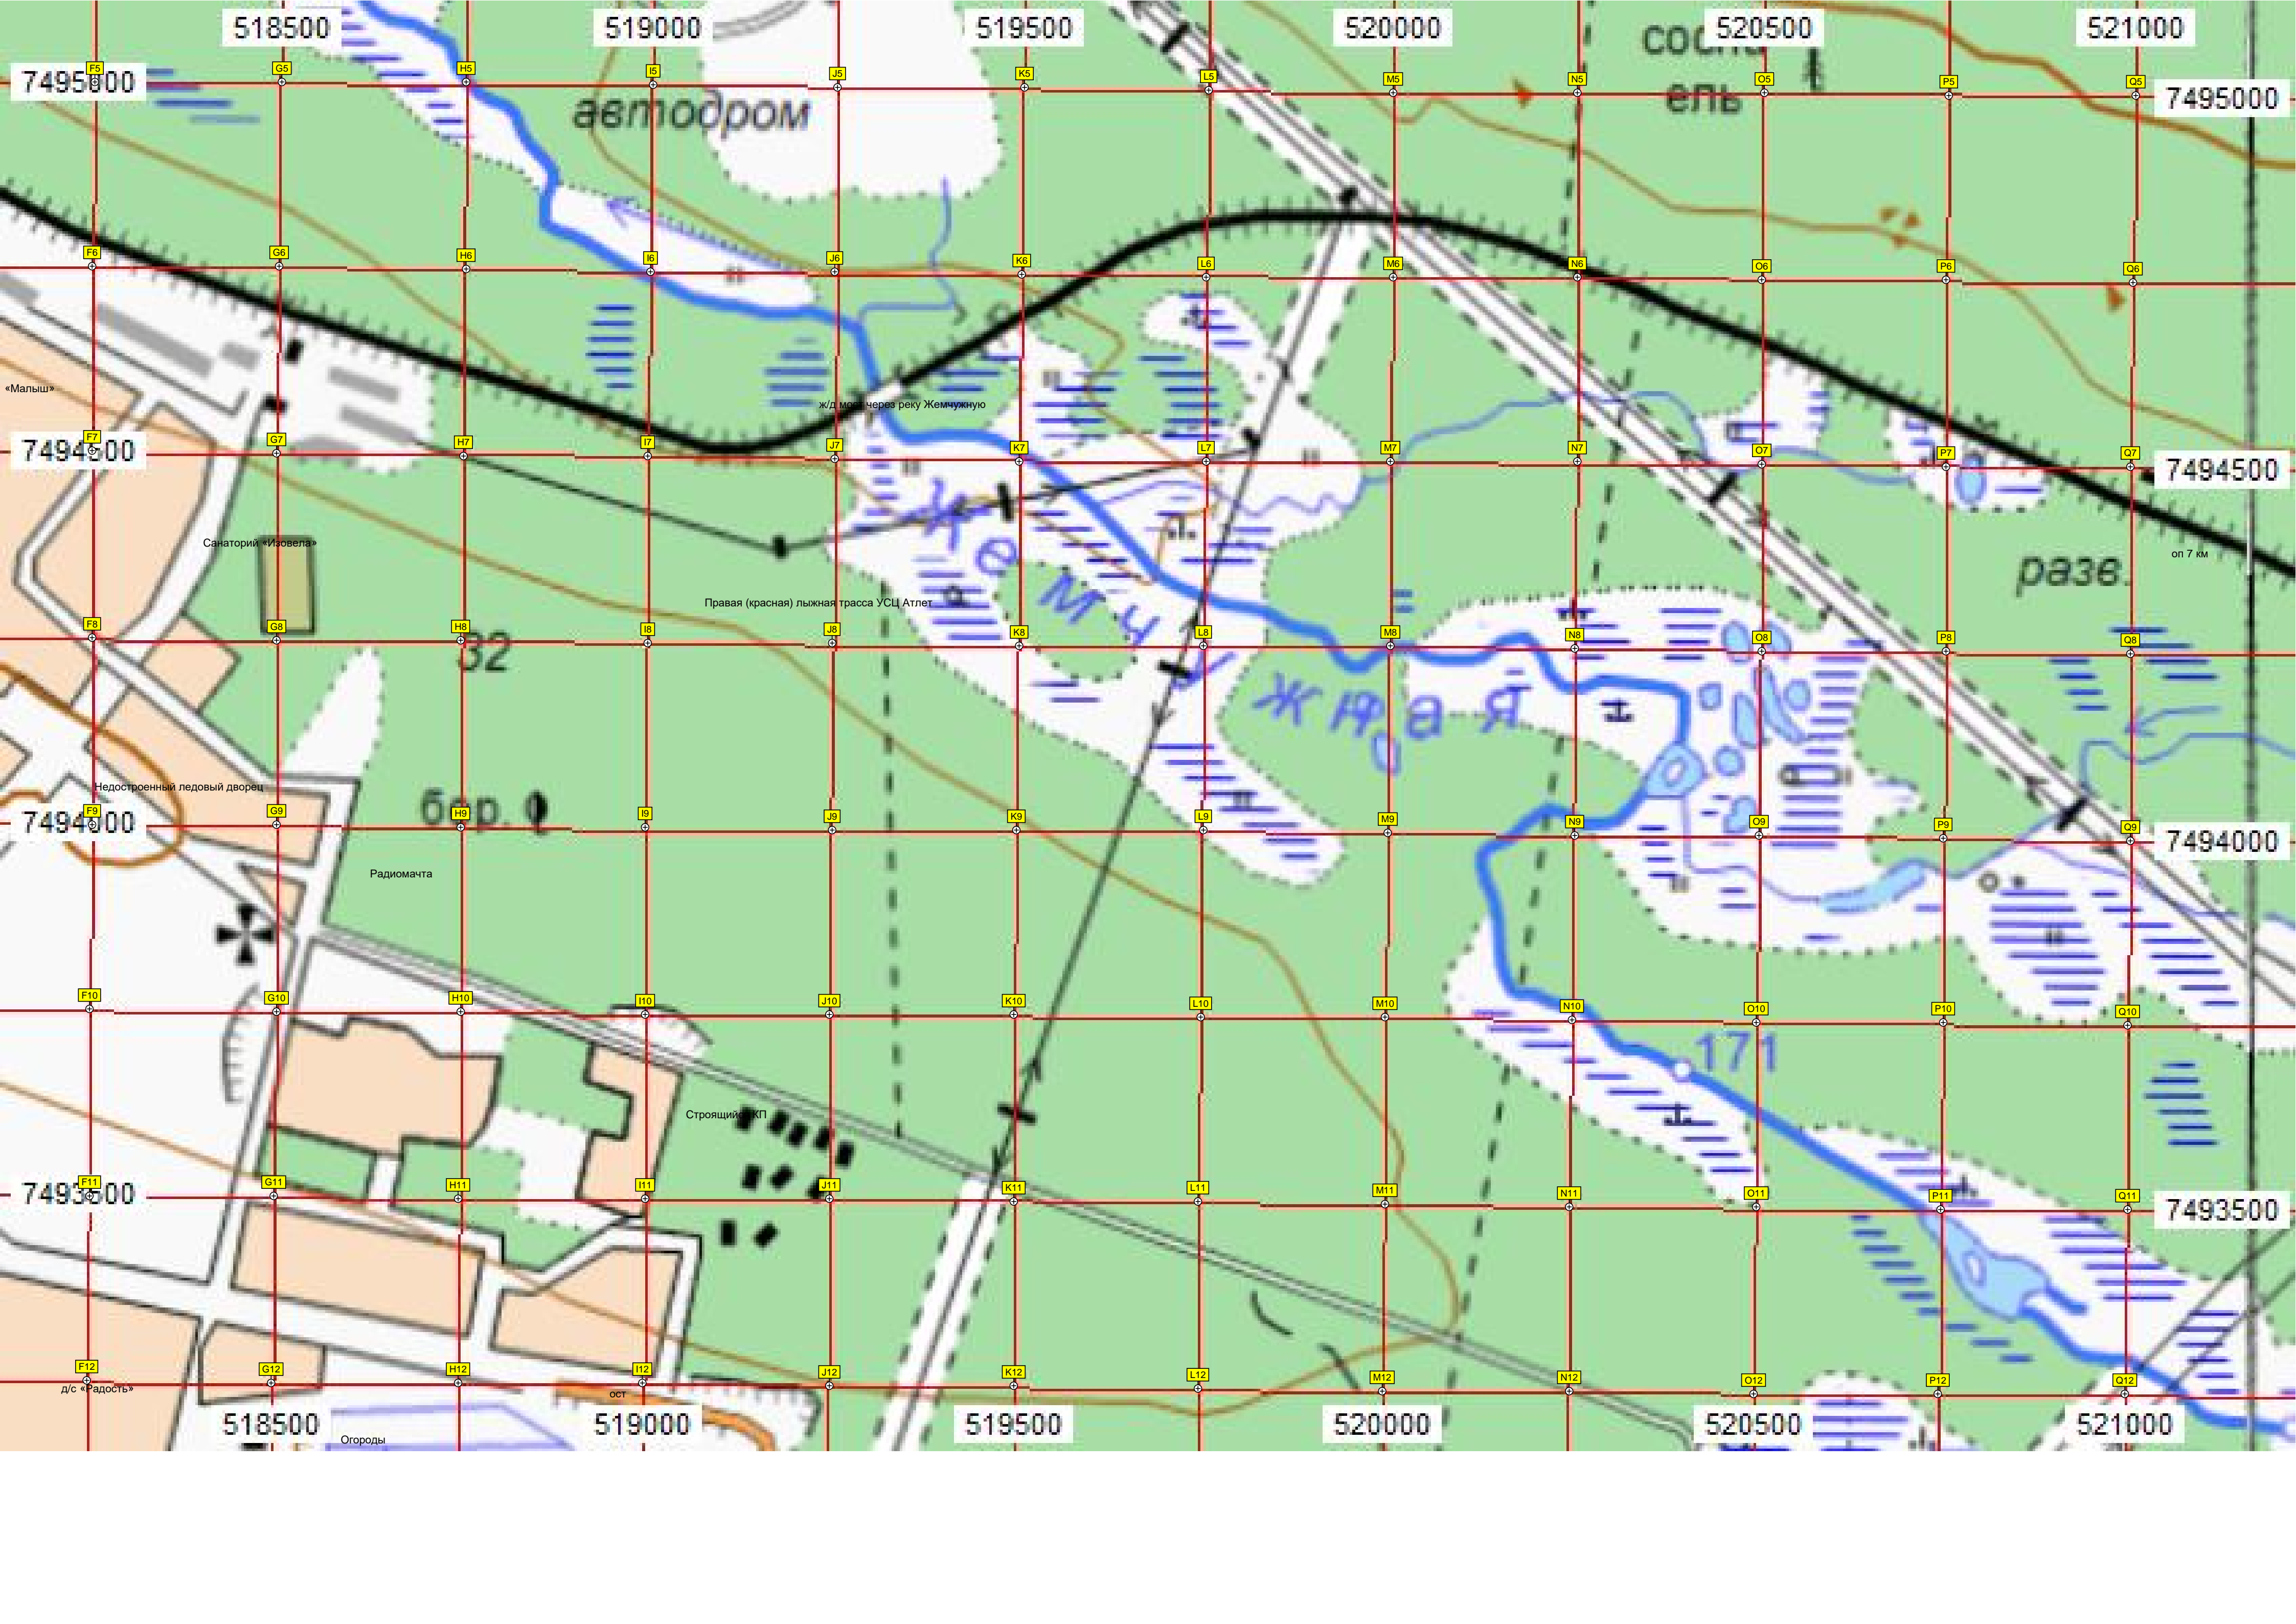 518500 519000 519500 520000 520500 521000
сосна
ель
F5 G5 H5 I5 J5 K5 L5 M5 N5 O5 P5 Q5
7495000 7495000
автодром
F6 G6 H6 I6 J6 K6 L6 M6 N6 O6 P6 Q6
«Малыш»
ж/д мост через реку Жемчужную
F7 G7 H7 I7 J7 K7 L7 M7 N7 O7 P7 Q7
7494500 7494500
Санаторий «Изовела»
оп 7 км
разв.
Правая (красная) лыжная трасса УСЦ Атлет
F8 G8 H8 I8 J8 K8 L8 M8 N8 O8 P8 Q8
32
Жемчужная
Недостроенный ледовый дворец
бер.
F9 G9 H9 I9 J9 K9 L9 M9 N9 O9 P9 Q9
7494000 7494000
Радиомачта
F10 G10 H10 I10 J10 K10 L10 M10 N10 O10 P10 Q10
171
Строящийся КП
F11 G11 H11 I11 J11 K11 L11 M11 N11 O11 P11 Q11
7493500 7493500
F12 G12 H12 I12 J12 K12 L12 M12 N12 O12 P12 Q12
д/с «Радость»
ост
518500 519000 519500 520000 520500 521000
Огороды